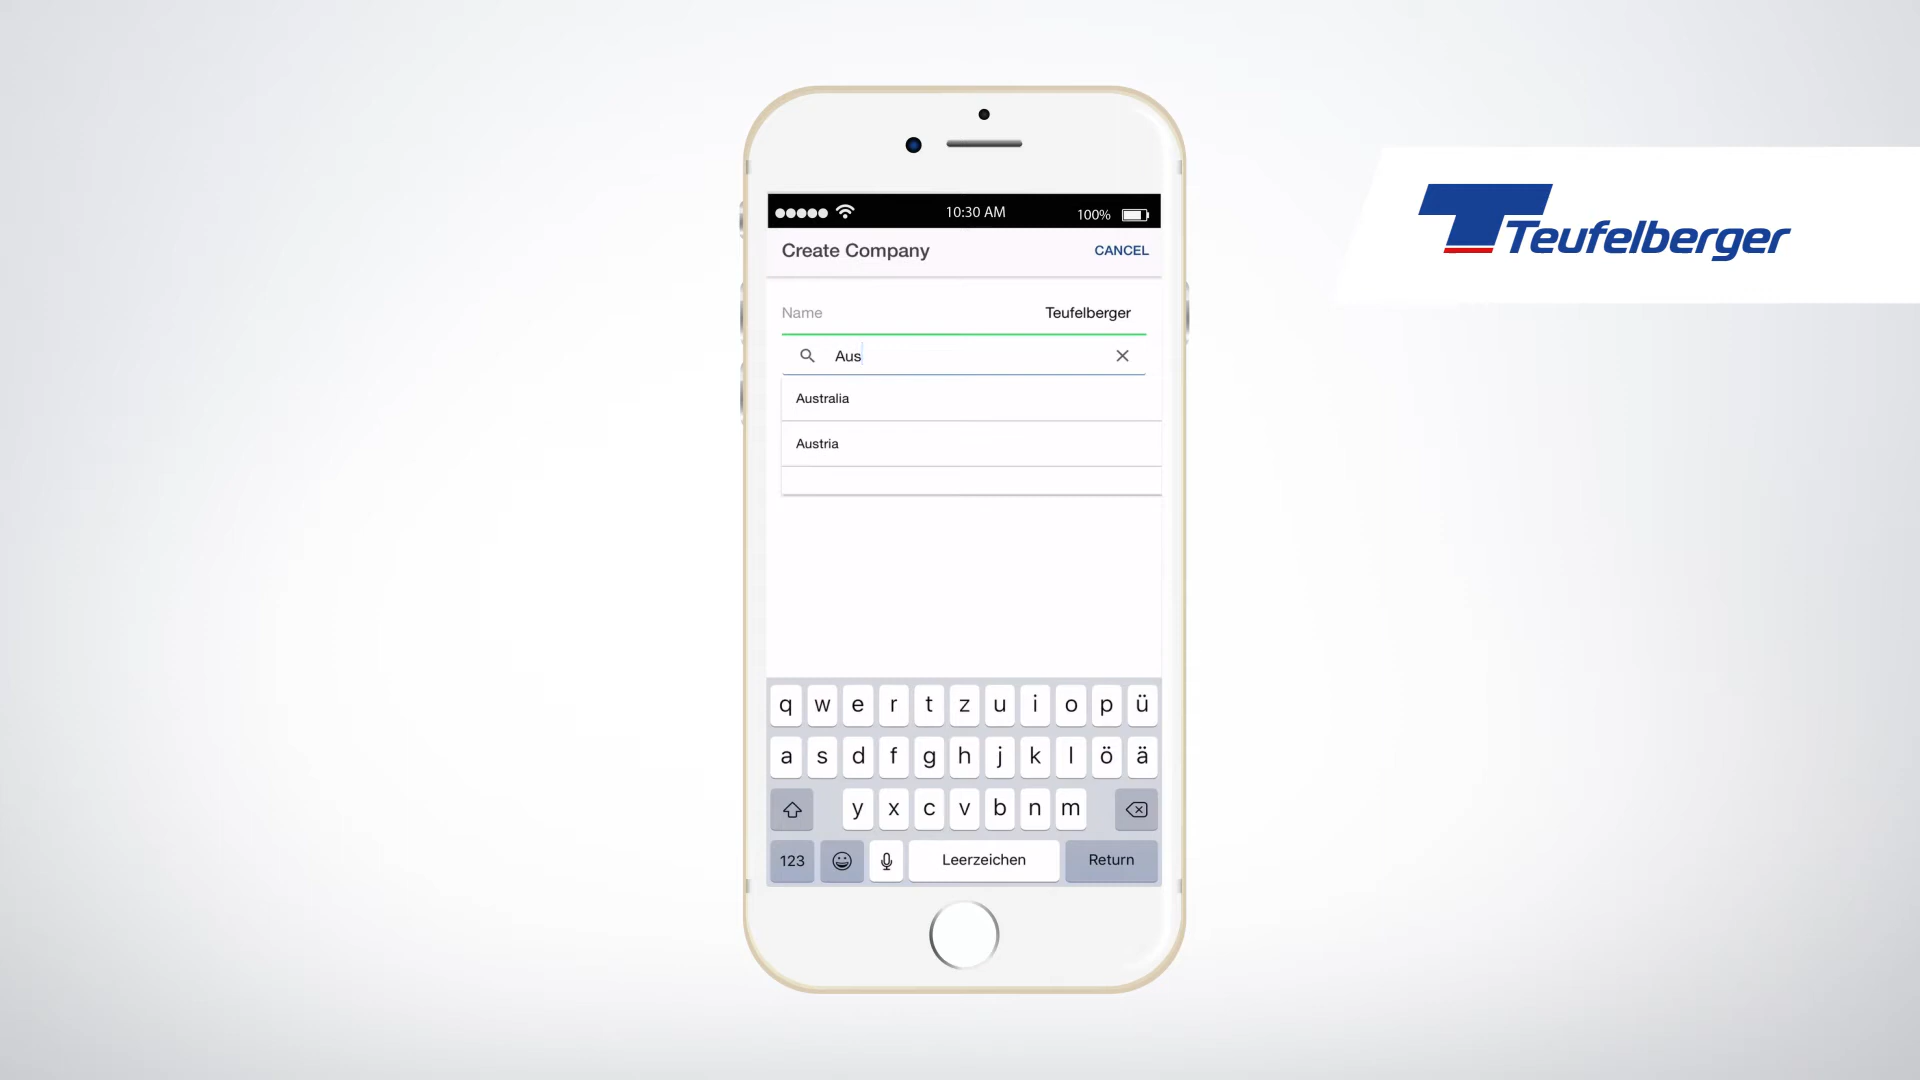 10:30 AM 100%
Create Company CANCEL
Teufelberger
Name Teufelberger
Aus
Australia
Austria
q w e r t z u i o p ü
a s d f g h j k l ö ä
y x c v b n m
123 Leerzeichen Return